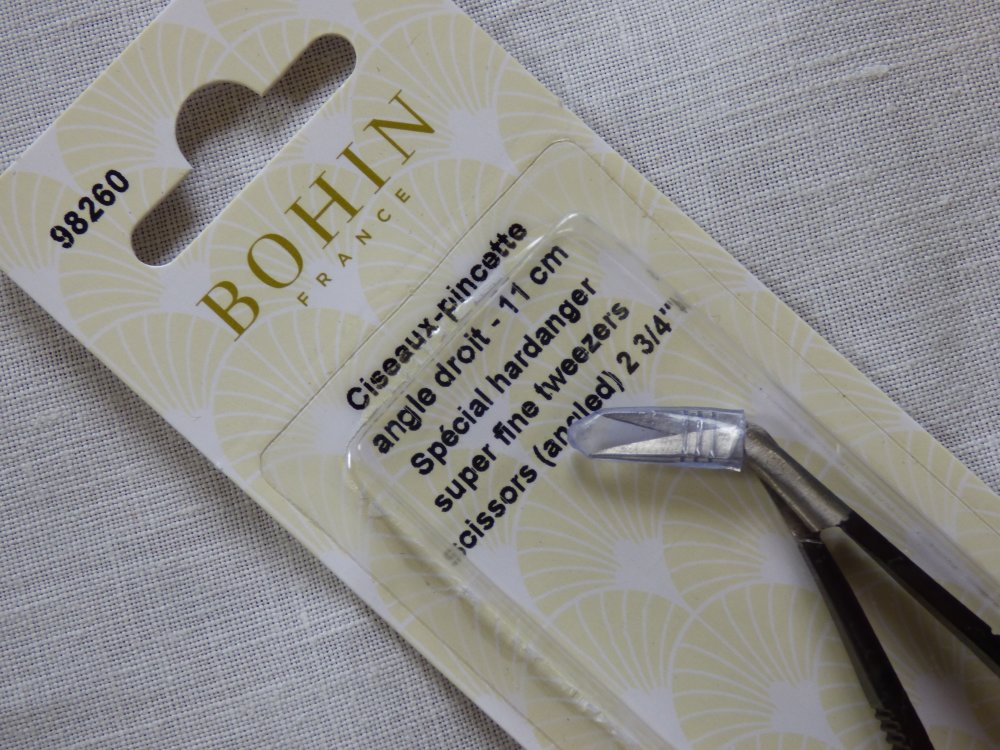 98260
BOHIN
FRANCE
Ciseaux-pincette
angle droit - 11 cm
Spécial hardanger
super fine tweezers
scissors (angled) 2 3/4"